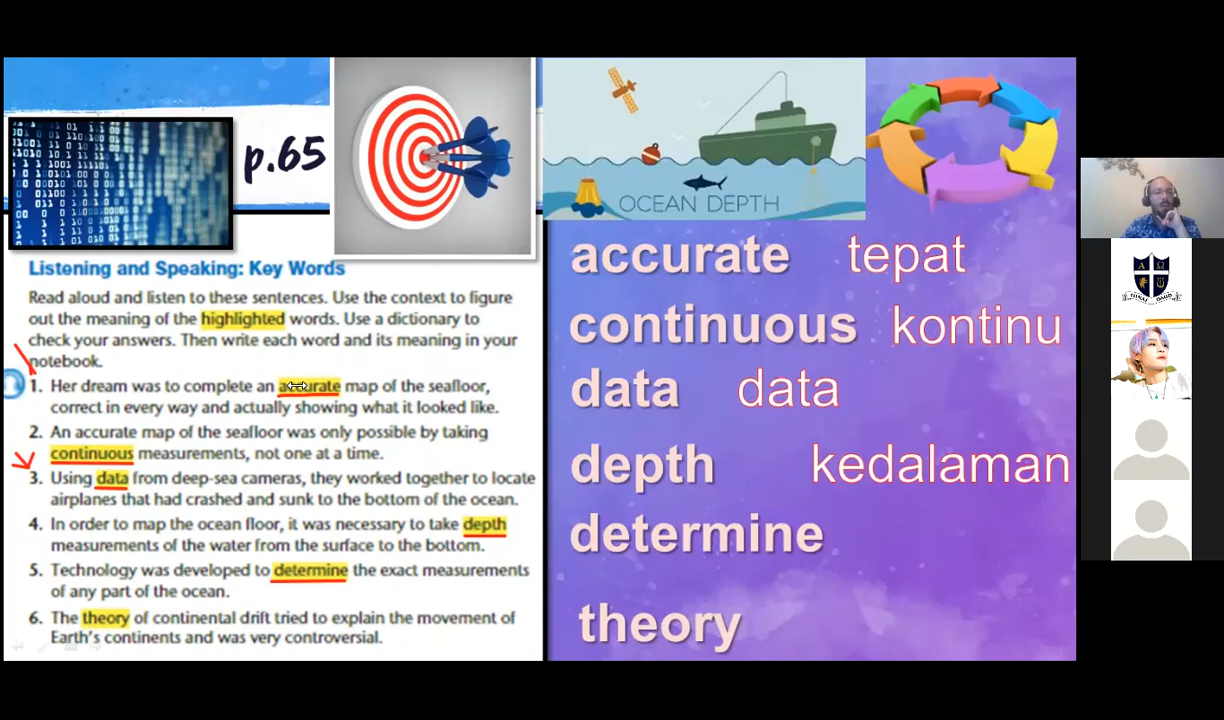 p.65
Listening and Speaking: Key Words
Read aloud and listen to these sentences. Use the context to figure
out the meaning of the highlighted words. Use a dictionary to
check your answers. Then write each word and its meaning in your
notebook.
1. Her dream was to complete an accurate map of the seafloor,
correct in every way and actually showing what it looked like.
2. An accurate map of the seafloor was only possible by taking
continuous measurements, not one at a time.
3. Using data from deep-sea cameras, they worked together to locate
airplanes that had crashed and sunk to the bottom of the ocean.
4. In order to map the ocean floor, it was necessary to take depth
measurements of the water from the surface to the bottom.
5. Technology was developed to determine the exact measurements
of any part of the ocean.
6. The theory of continental drift tried to explain the movement of
Earth's continents and was very controversial.
OCEAN DEPTH
accurate tepat
continuous kontinu
data data
depth kedalaman
determine
theory